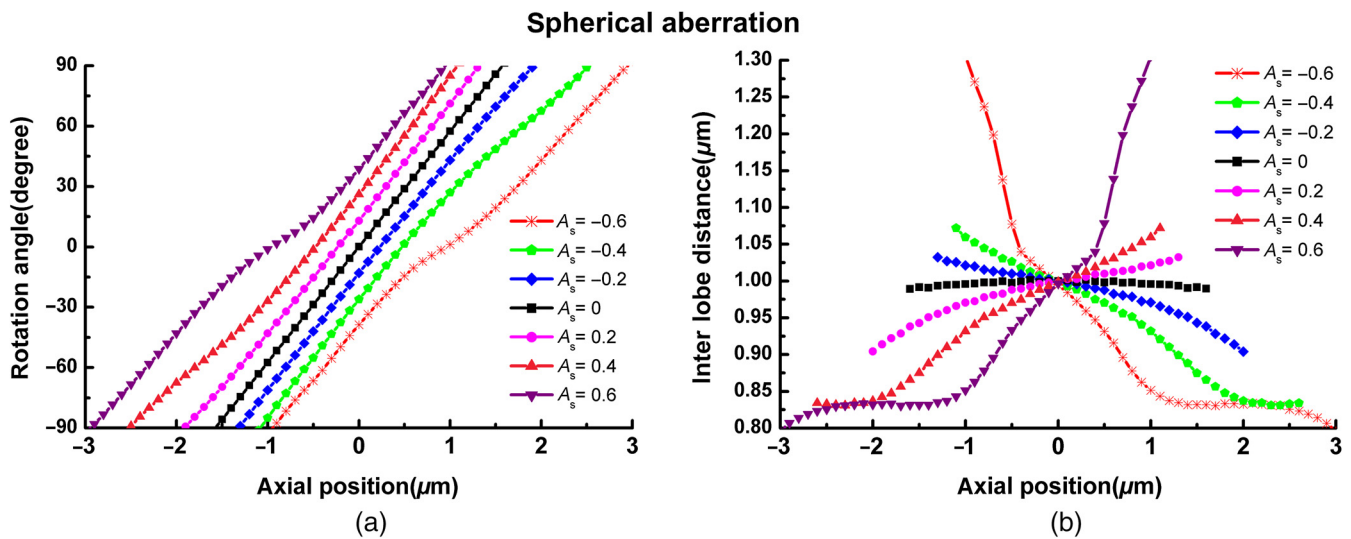 Spherical aberration
Rotation angle(degree)
90
60
30
0
−30
−60
−90
−3
−2
−1
0
1
2
3
Axial position(μm)
As = −0.6
As = −0.4
As = −0.2
As = 0
As = 0.2
As = 0.4
As = 0.6
(a)
Inter lobe distance(μm)
1.30
1.25
1.20
1.15
1.10
1.05
1.00
0.95
0.90
0.85
0.80
−3
−2
−1
0
1
2
3
Axial position(μm)
As = −0.6
As = −0.4
As = −0.2
As = 0
As = 0.2
As = 0.4
As = 0.6
(b)